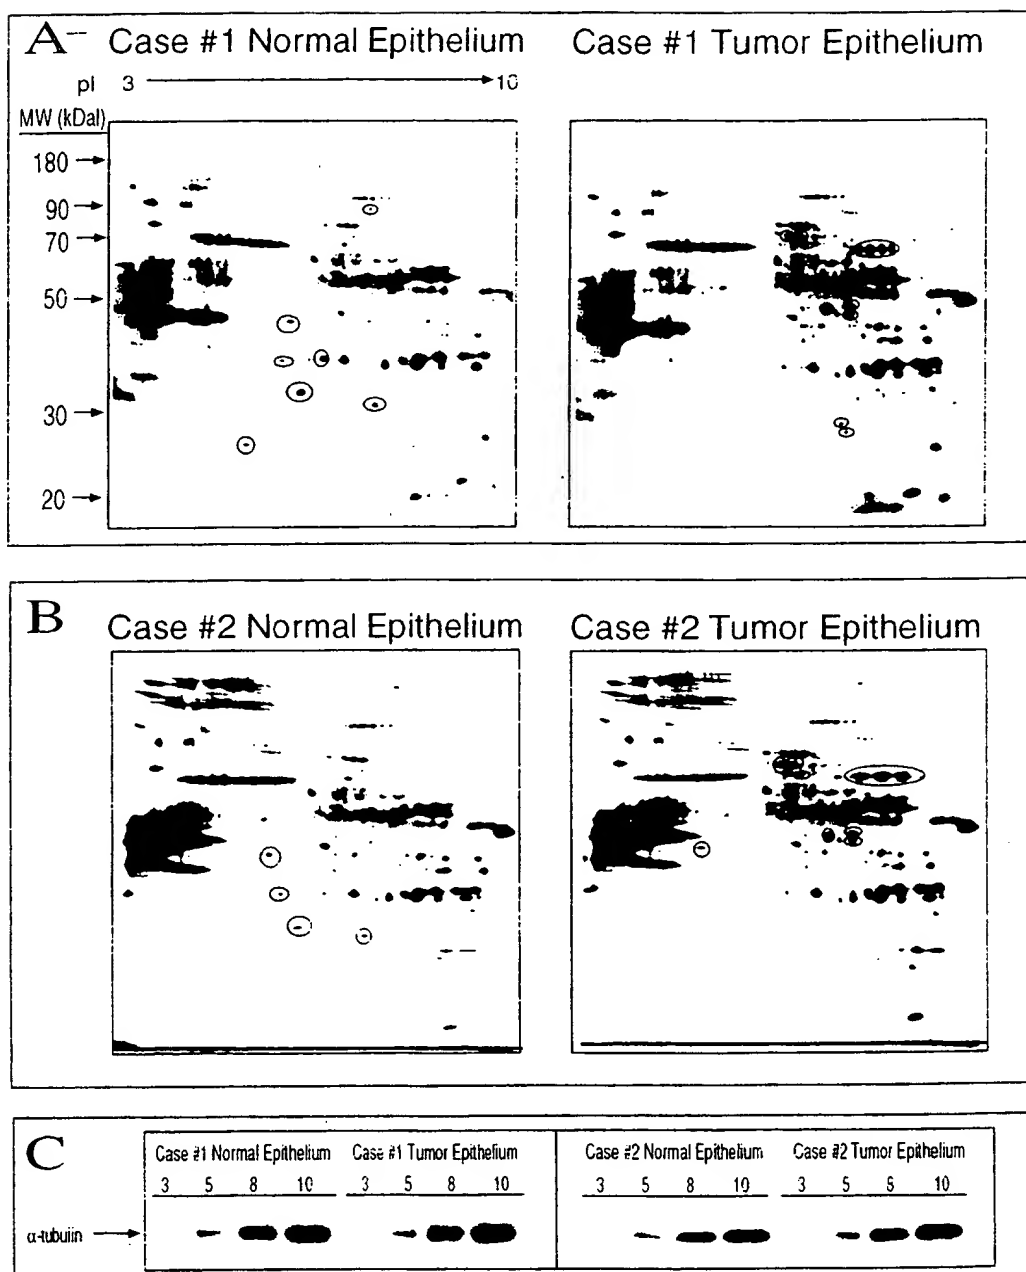 A Case #1 Normal Epithelium Case #1 Tumor Epithelium
pI 3 10
MW (kDal)
180
90
70
50
30
20
B Case #2 Normal Epithelium Case #2 Tumor Epithelium
C
Case #1 Normal Epithelium Case #1 Tumor Epithelium Case #2 Normal Epithelium Case #2 Tumor Epithelium
3 5 8 10 3 5 8 10 3 5 8 10 3 5 8 10
α-tubulin